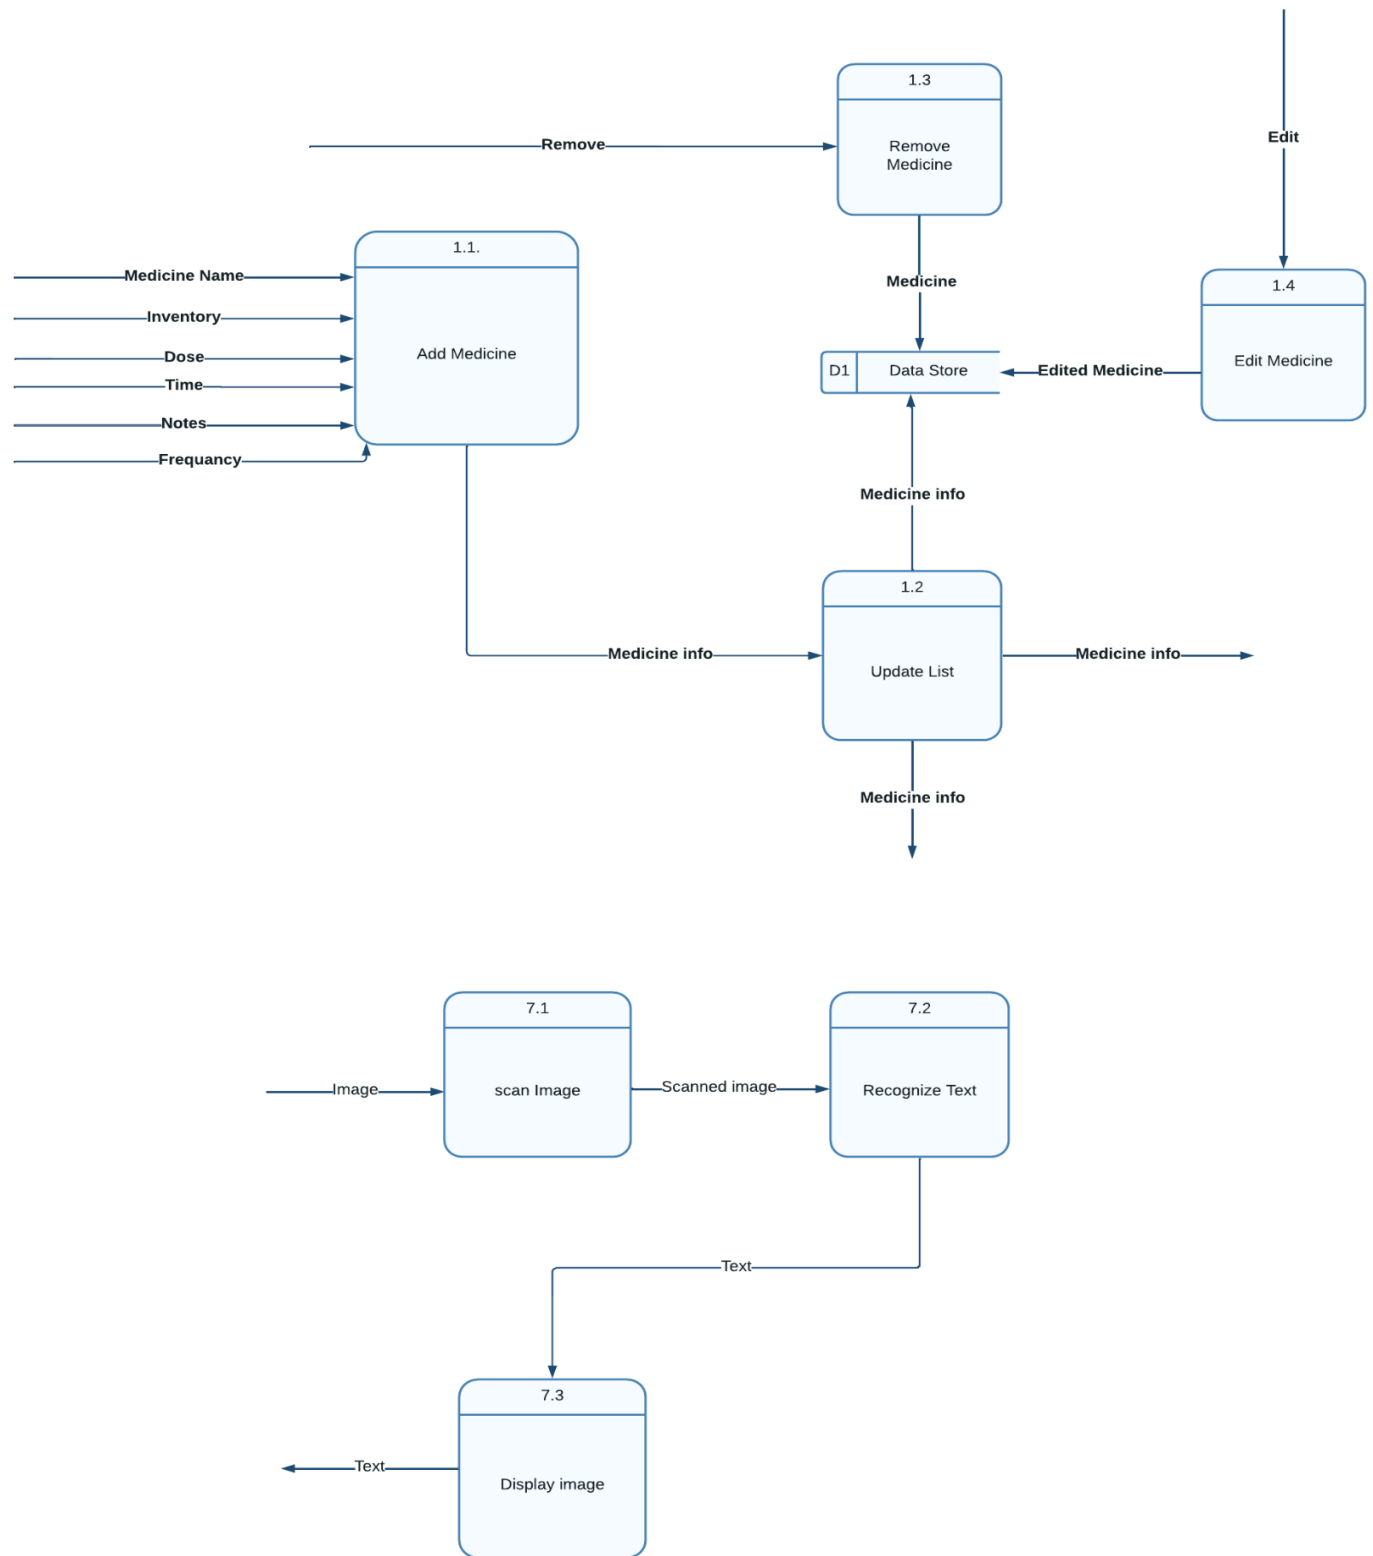 1.3
Remove
Remove
Medicine
Edit
1.1.
Medicine Name
Inventory
Dose
Time
Notes
Frequancy
Add Medicine
Medicine
1.4
Edit Medicine
D1
Data Store
Edited Medicine
Medicine info
1.2
Update List
Medicine info
Medicine info
Medicine info
7.1
7.2
Image
scan Image
Scanned image
Recognize Text
Text
7.3
Text
Display image